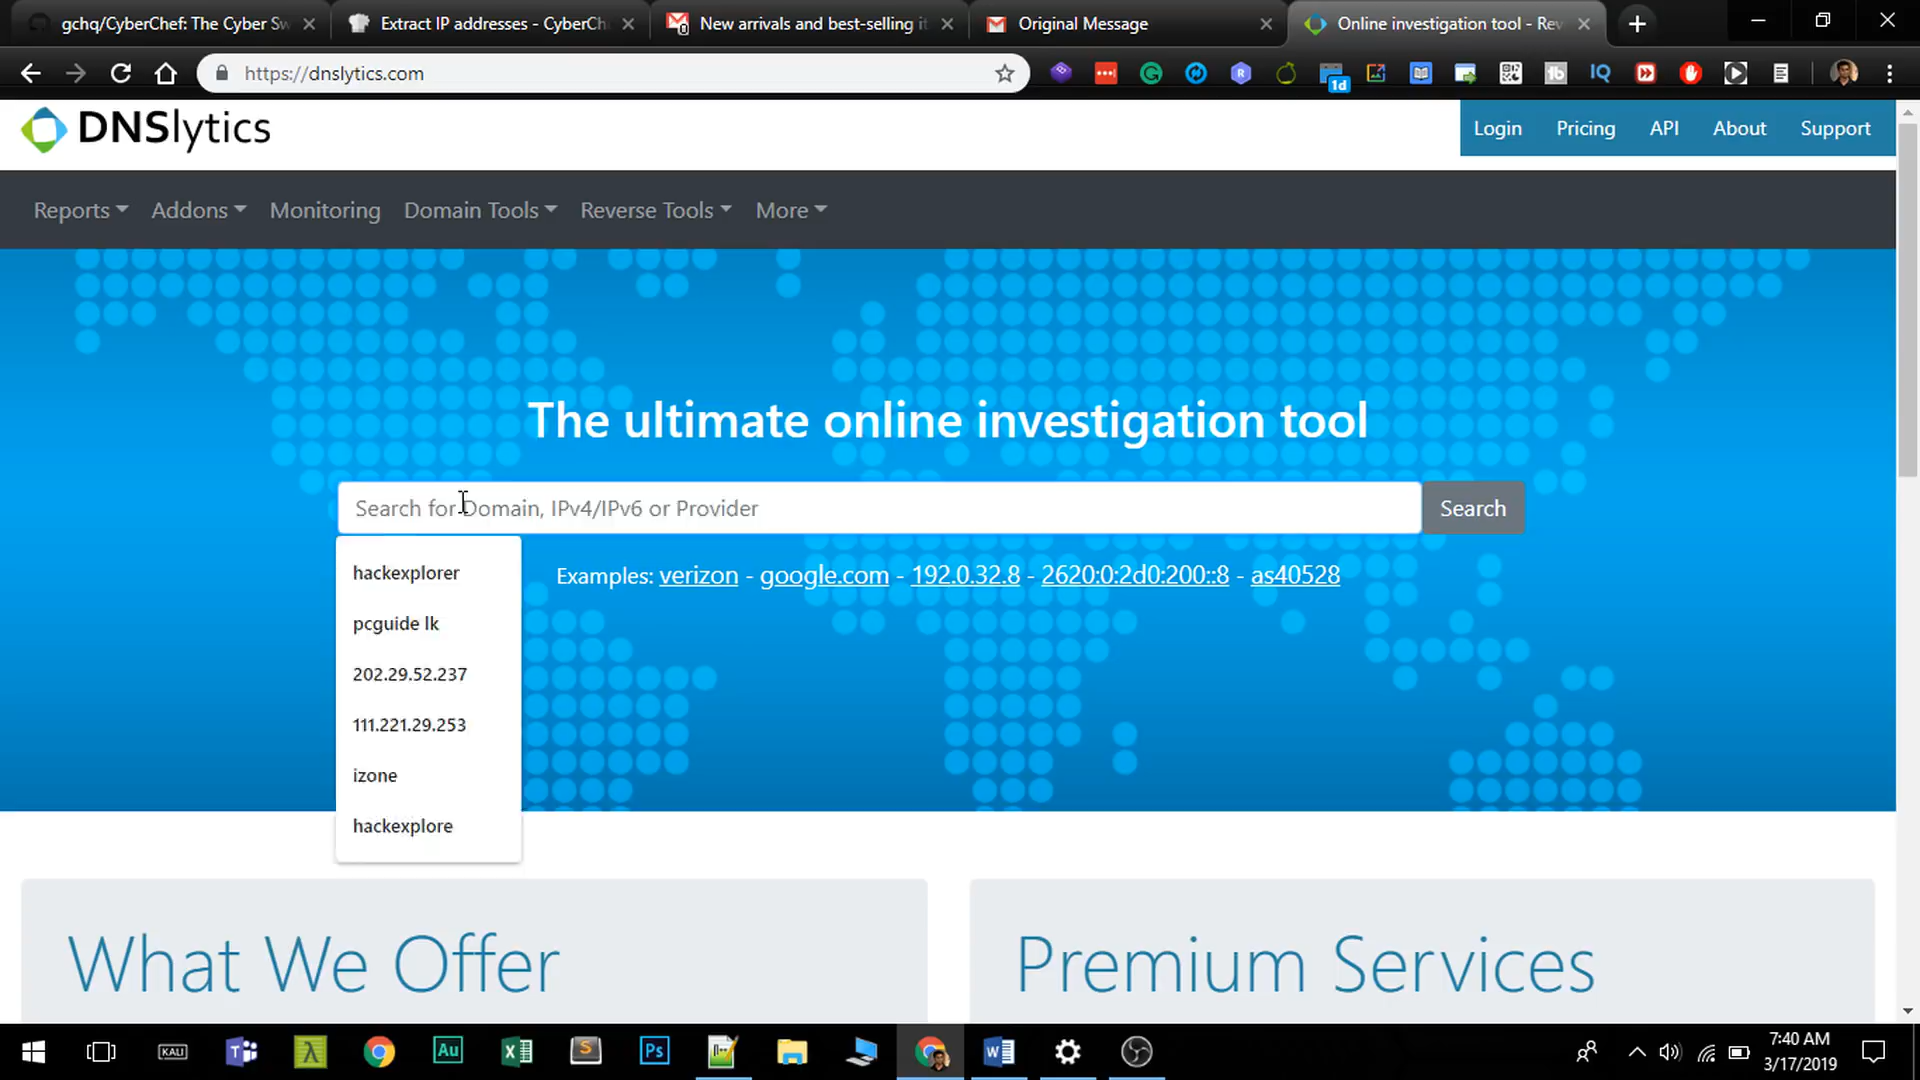 gchq/CyberChef: The Cyber Sw
Extract IP addresses - CyberChe
New arrivals and best-selling it
Original Message
Online investigation tool - Rev
https://dnslytics.com
1d
DNSlytics
Login Pricing API About Support
Reports Addons Monitoring Domain Tools Reverse Tools More
The ultimate online investigation tool
Search for Domain, IPv4/IPv6 or Provider
Search
Examples: verizon - google.com - 192.0.32.8 - 2620:0:2d0:200::8 - as40528
hackexplorer
pcguide lk
202.29.52.237
111.221.29.253
izone
hackexplore
What We Offer
Premium Services
KALI
Au
Ps
7:40 AM
3/17/2019